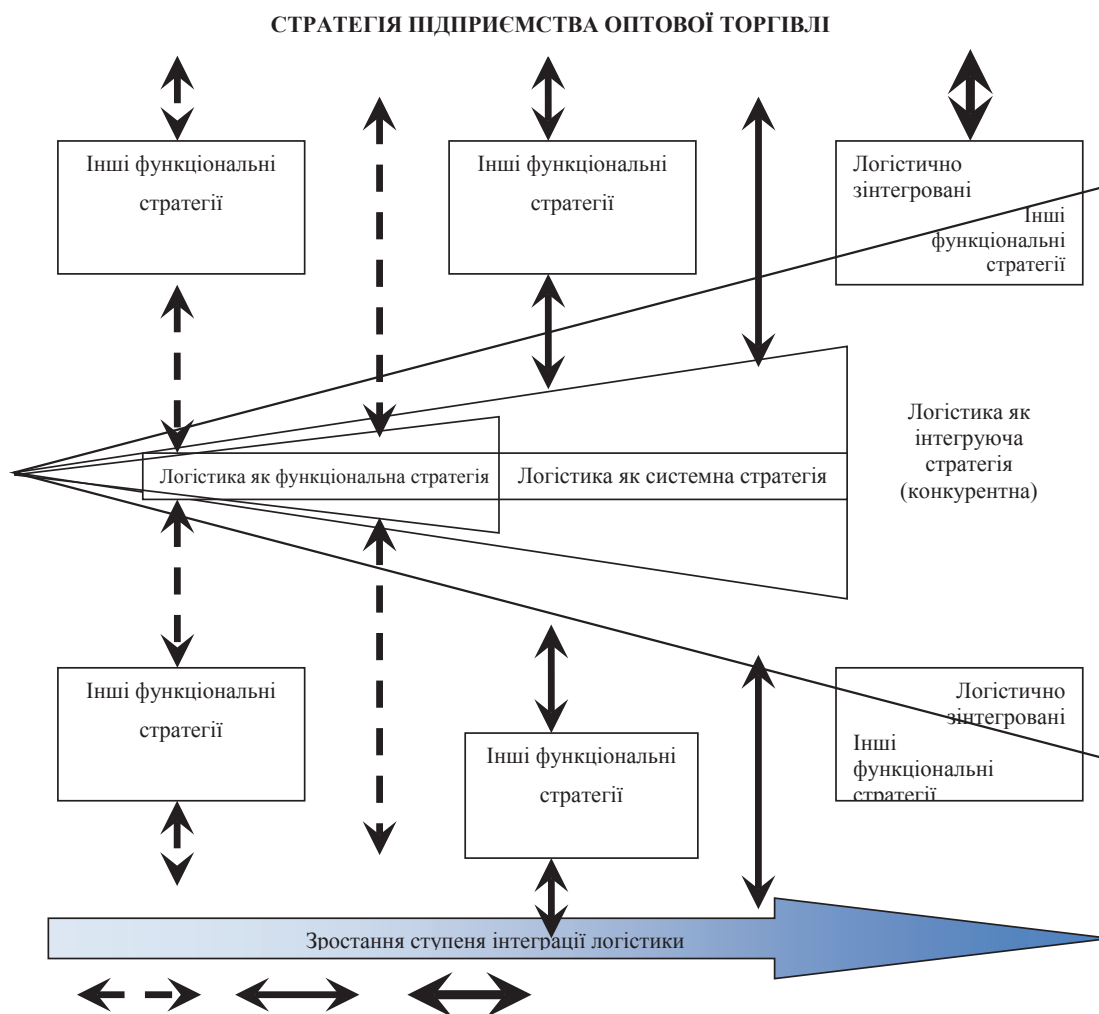 СТРАТЕГІЯ ПІДПРИЄМСТВА ОПТОВОЇ ТОРГІВЛІ
Інші функціональні
стратегії
Інші функціональні
стратегії
Логістично
зінтегровані
Інші
функціональні
стратегії
Логістика як функціональна стратегія
Логістика як системна стратегія
Логістика як
інтегруюча
стратегія
(конкурентна)
Інші функціональні
стратегії
Інші функціональні
стратегії
Логістично
зінтегровані
Інші
функціональні
стратегії
Зростання ступеня інтеграції логістики